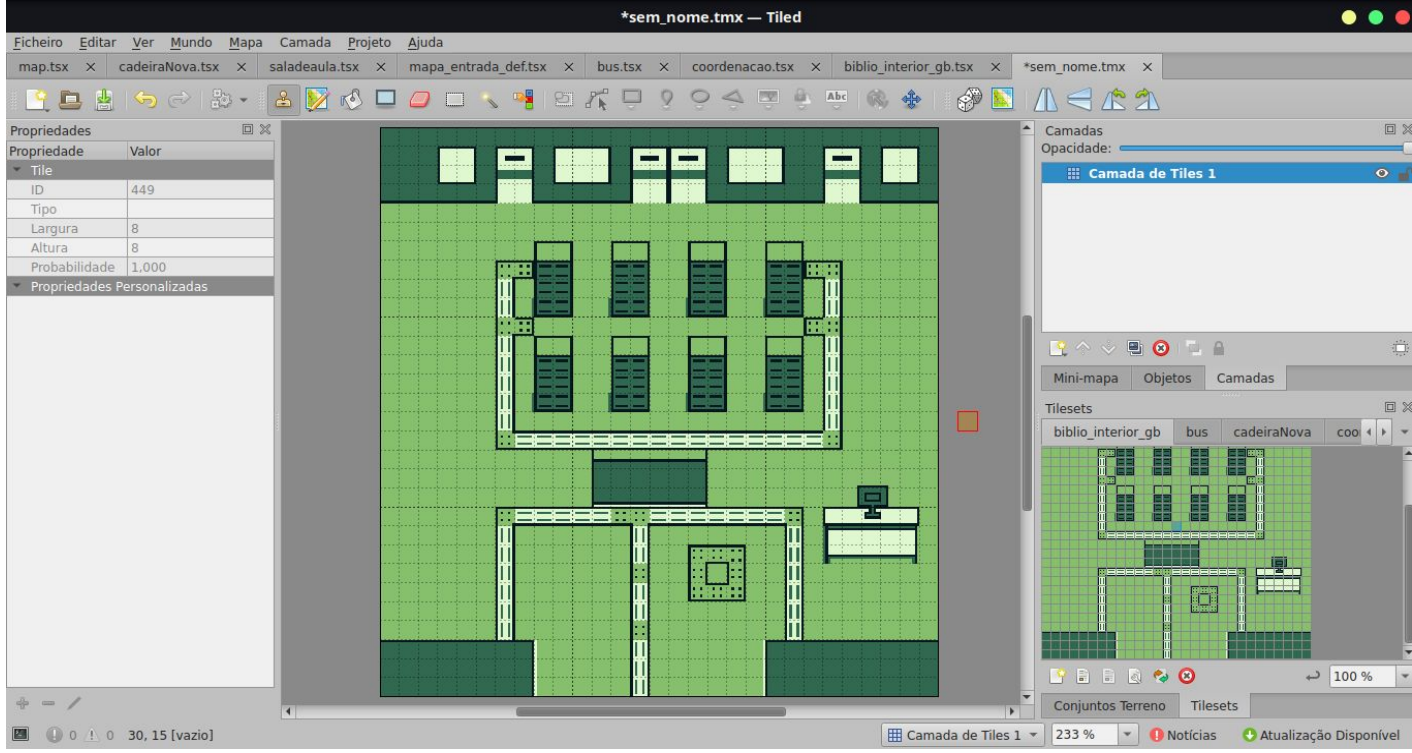 *sem_nome.tmx — Tiled
Ficheiro Editar Ver Mundo Mapa Camada Projeto Ajuda
map.tsx cadeiraNova.tsx saladeaula.tsx mapa_entrada_def.tsx bus.tsx coordenacao.tsx biblio_interior_gb.tsx *sem_nome.tmx
Abc
Propriedades
Propriedade Valor
Tile
ID 449
Tipo
Largura 8
Altura 8
Probabilidade 1,000
Propriedades Personalizadas
Camadas
Opacidade:
Camada de Tiles 1
Mini-mapa Objetos Camadas
Tilesets
biblio_interior_gb bus cadeiraNova coo
100 %
Conjuntos Terreno Tilesets
0 0 30, 15 [vazio] Camada de Tiles 1 233 % Notícias Atualização Disponível